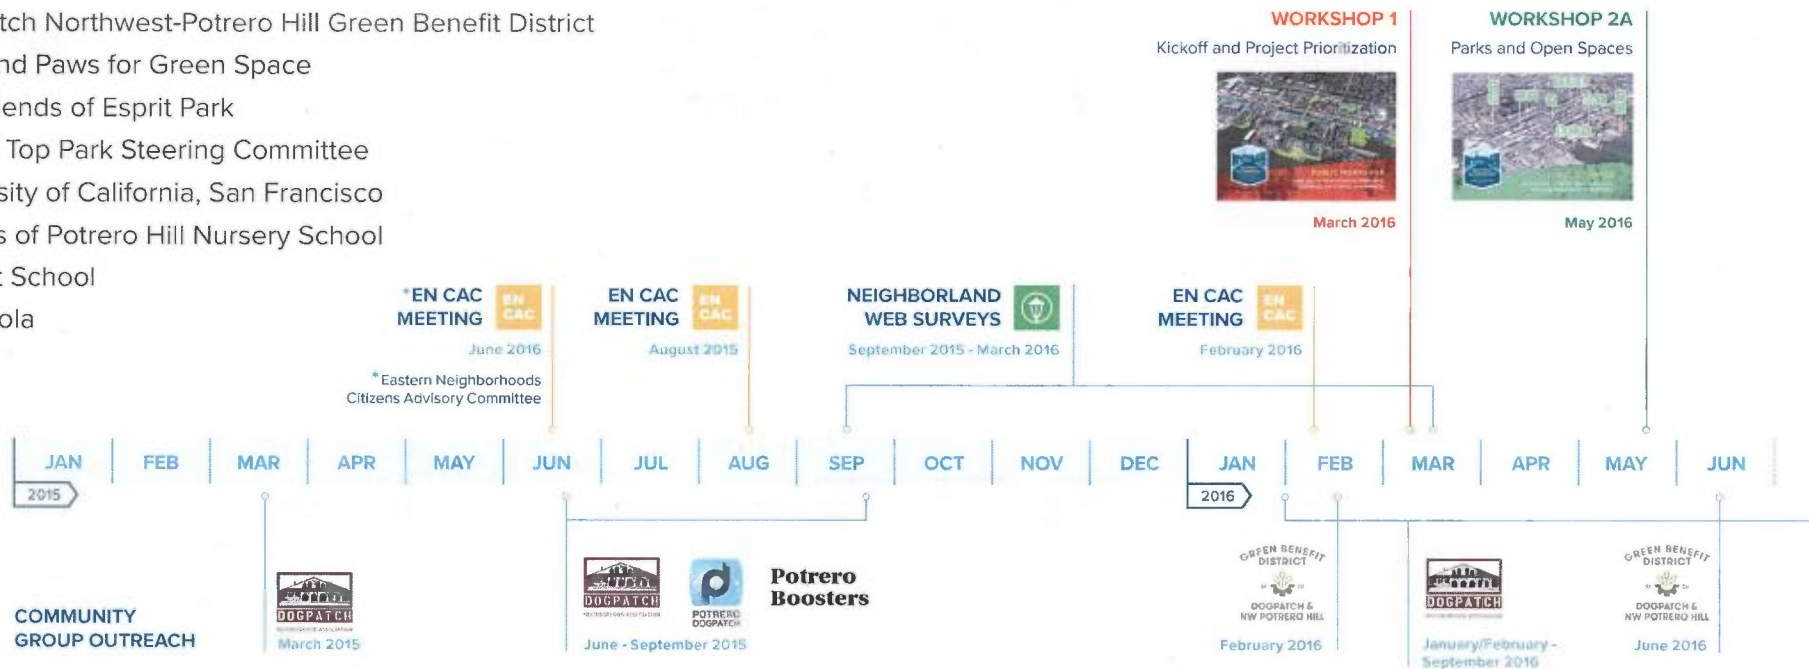 tch Northwest-Potrero Hill Green Benefit District
nd Paws for Green Space
ends of Esprit Park
Top Park Steering Committee
sity of California, San Francisco
s of Potrero Hill Nursery School
t School
ola
WORKSHOP 1
Kickoff and Project Prioritization
March 2016
WORKSHOP 2A
Parks and Open Spaces
May 2016
*EN CAC
MEETING
EN
CAC
June 2016
*Eastern Neighborhoods
Citizens Advisory Committee
EN CAC
MEETING
EN
CAC
August 2015
NEIGHBORLAND
WEB SURVEYS
September 2015 - March 2016
EN CAC
MEETING
EN
CAC
February 2016
JAN FEB MAR APR MAY JUN JUL AUG SEP OCT NOV DEC JAN FEB MAR APR MAY JUN
2015
2016
COMMUNITY
GROUP OUTREACH
DOGPATCH
March 2015
DOGPATCH
POTRERO
DOGPATCH
Potrero
Boosters
June - September 2015
GREEN BENEFIT
DISTRICT
DOGPATCH &
NW POTRERO HILL
February 2016
DOGPATCH
January/February -
September 2016
GREEN BENEFIT
DISTRICT
DOGPATCH &
NW POTRERO HILL
June 2016